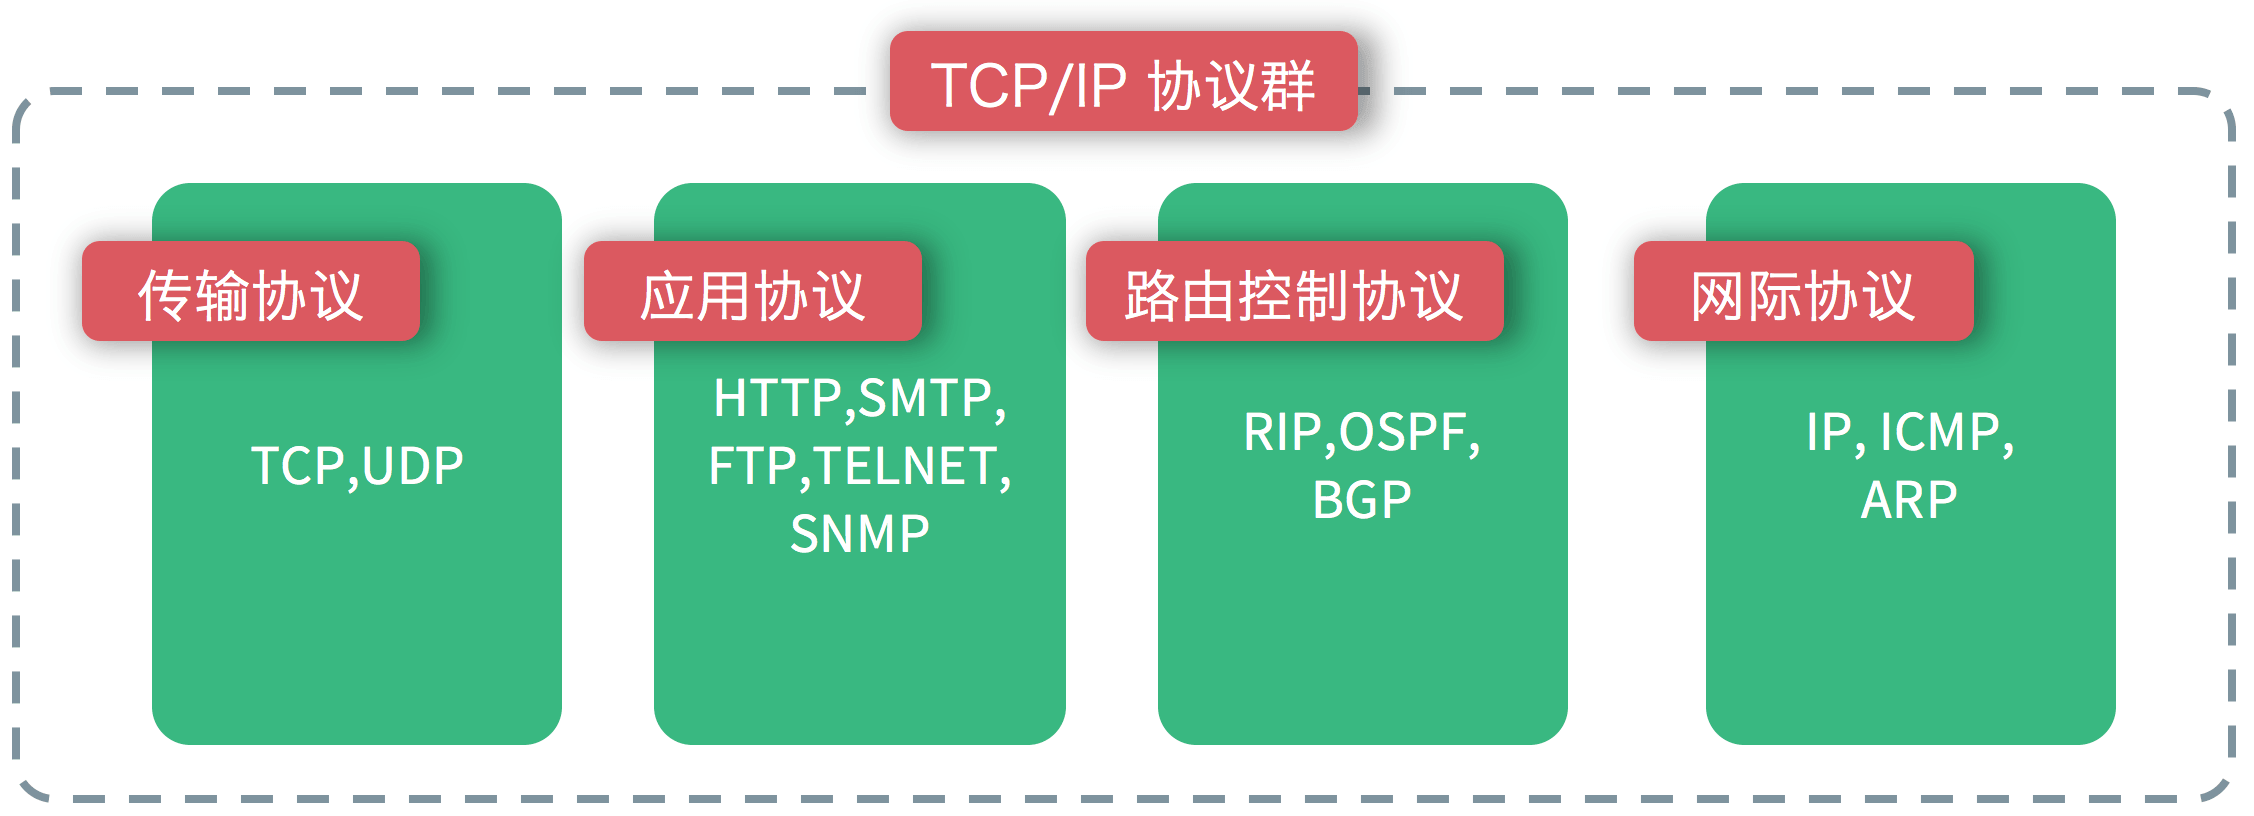 TCP/IP 协议群
传输协议
TCP,UDP
应用协议
HTTP,SMTP,
FTP,TELNET,
SNMP
路由控制协议
RIP,OSPF,
BGP
网际协议
IP, ICMP,
ARP